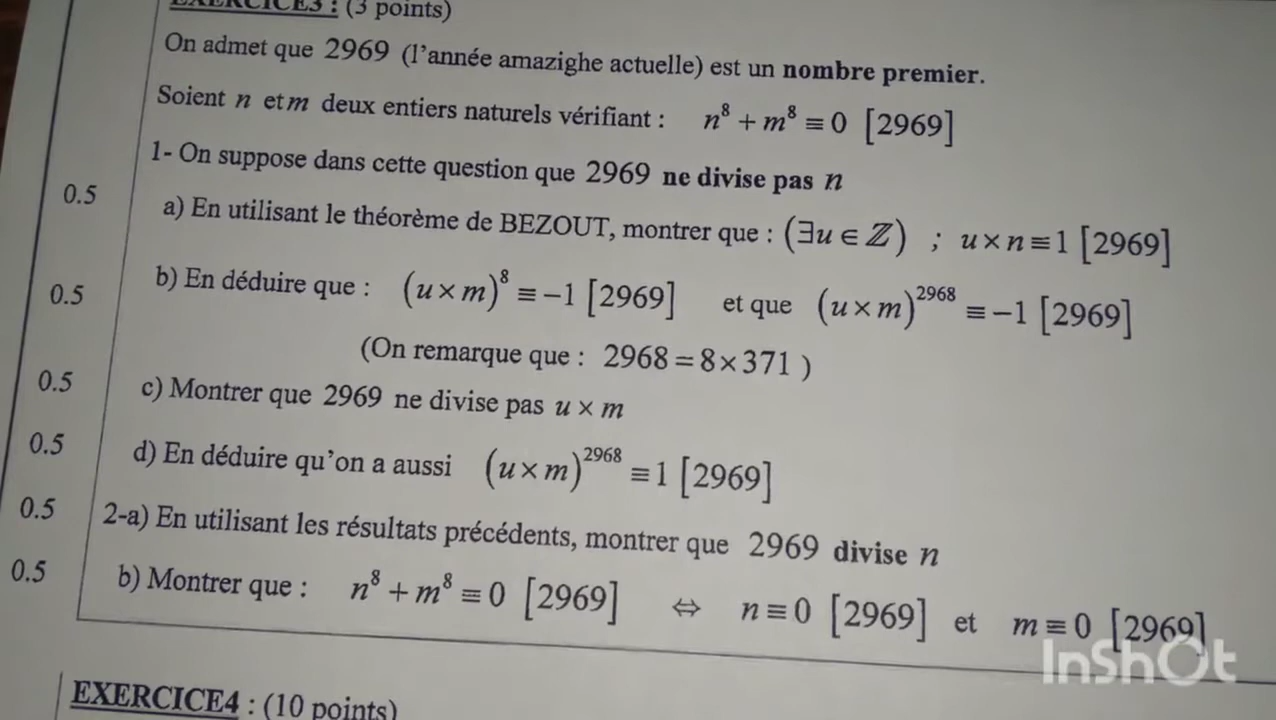 EXERCICE3 : (3 points)
On admet que 2969 (l'année amazighe actuelle) est un nombre premier.
Soient n et m deux entiers naturels vérifiant : n⁸ + m⁸ ≡ 0 [2969]
1- On suppose dans cette question que 2969 ne divise pas n
0.5 a) En utilisant le théorème de BEZOUT, montrer que : (∃u ∈ ℤ) ; u × n ≡ 1 [2969]
0.5 b) En déduire que : (u × m)⁸ ≡ −1 [2969] et que (u × m)²⁹⁶⁸ ≡ −1 [2969]
(On remarque que : 2968 = 8 × 371 )
0.5 c) Montrer que 2969 ne divise pas u × m
0.5 d) En déduire qu'on a aussi (u × m)²⁹⁶⁸ ≡ 1 [2969]
0.5 2-a) En utilisant les résultats précédents, montrer que 2969 divise n
0.5 b) Montrer que : n⁸ + m⁸ ≡ 0 [2969] ⇔ n ≡ 0 [2969] et m ≡ 0 [2969]
InShOt
EXERCICE4 : (10 points)